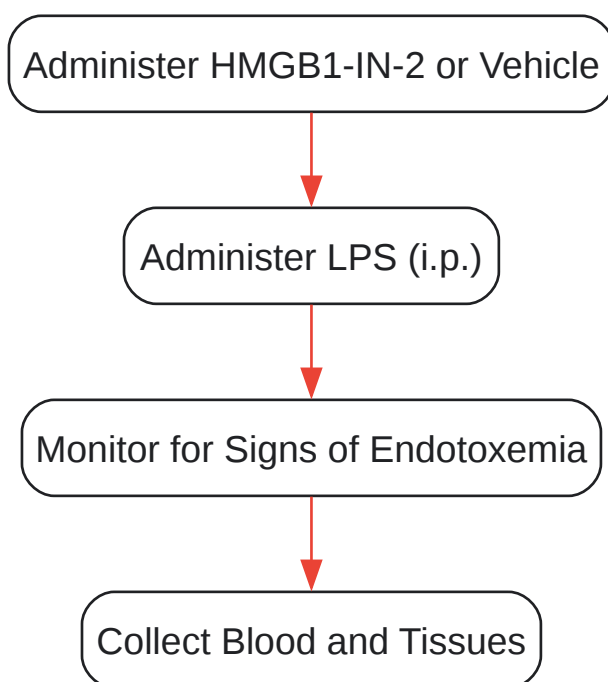 Administer HMGB1-IN-2 or Vehicle
Administer LPS (i.p.)
Monitor for Signs of Endotoxemia
Collect Blood and Tissues